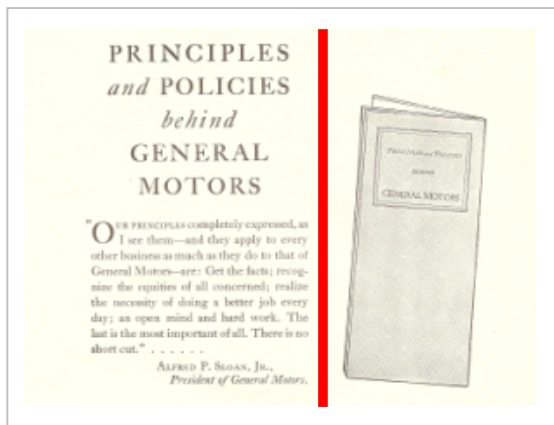 PRINCIPLES
and POLICIES
behind
GENERAL
MOTORS
"OUR PRINCIPLES completely expressed, as
I see them—and they apply to every
other business as much as they do to that of
General Motors—are: Get the facts; recog-
nize the equities of all concerned; realize
the necessity of doing a better job every
day; an open mind and hard work. The
last is the most important of all. There is no
short cut." . . . . . .
ALFRED P. SLOAN, JR.,
President of General Motors.
PRINCIPLES and POLICIES
BEHIND
GENERAL MOTORS